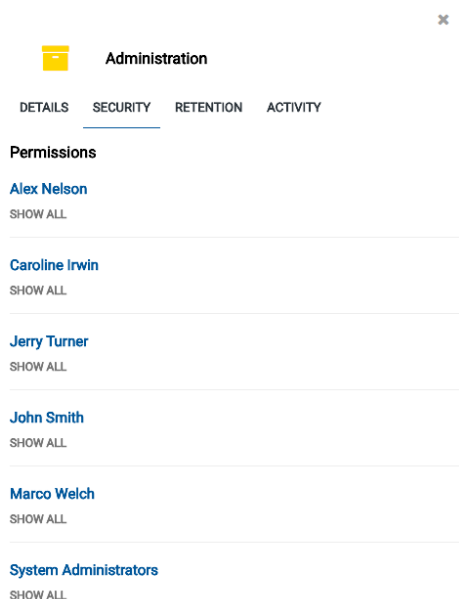 Administration
DETAILS SECURITY RETENTION ACTIVITY
Permissions
Alex Nelson
SHOW ALL
Caroline Irwin
SHOW ALL
Jerry Turner
SHOW ALL
John Smith
SHOW ALL
Marco Welch
SHOW ALL
System Administrators
SHOW ALL